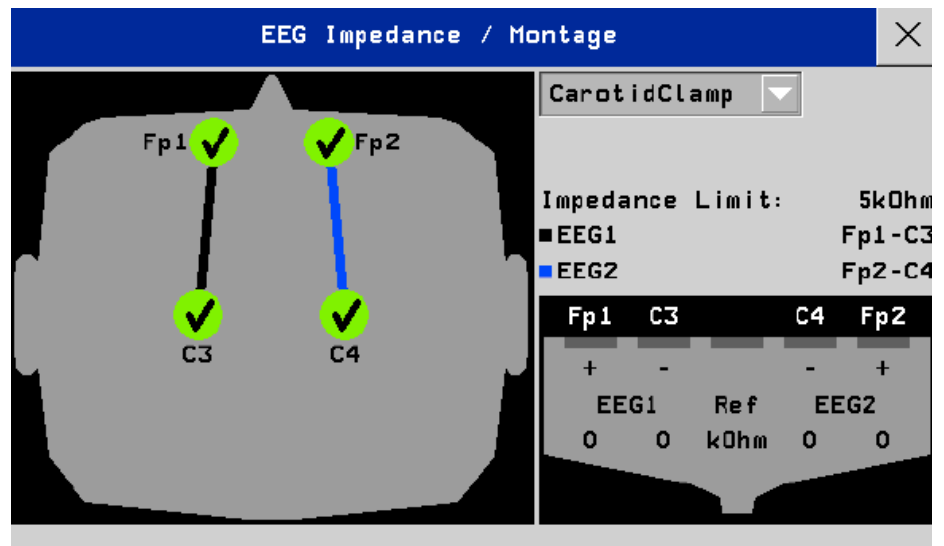 EEG Impedance / Montage
Fp1 Fp2
C3 C4
CarotidClamp
Impedance Limit: 5kOhm
EEG1 Fp1-C3
EEG2 Fp2-C4
Fp1 C3 C4 Fp2
+ - - +
EEG1 Ref EEG2
0 0 kOhm 0 0